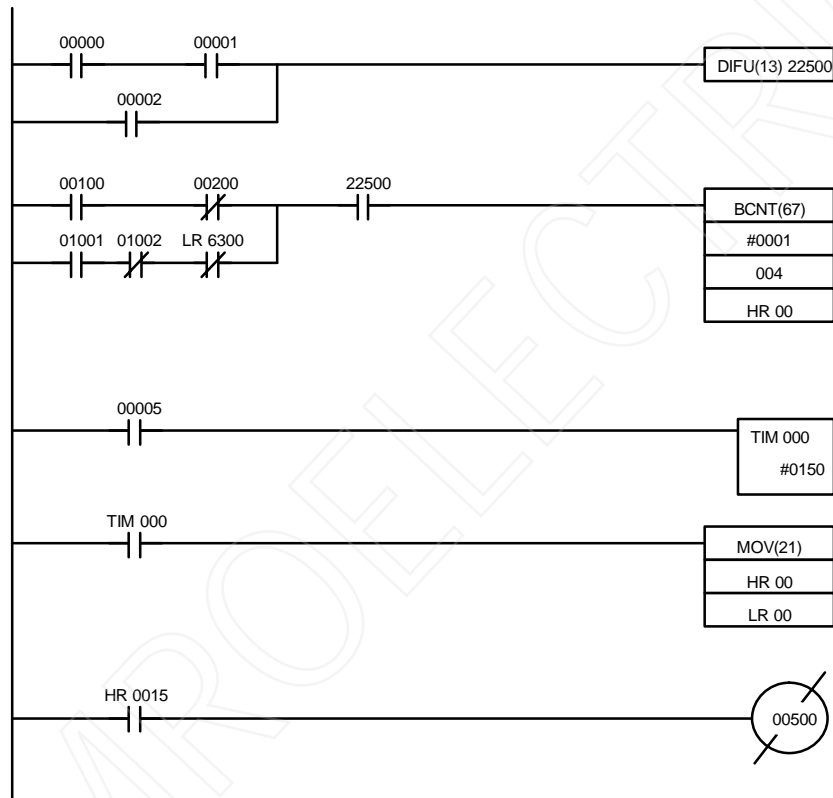 00000 00001
DIFU(13) 22500
00002
00100 00200 22500
BCNT(67)
01001 01002 LR 6300
#0001
004
HR 00
00005
TIM 000
#0150
TIM 000
MOV(21)
HR 00
LR 00
HR 0015
00500